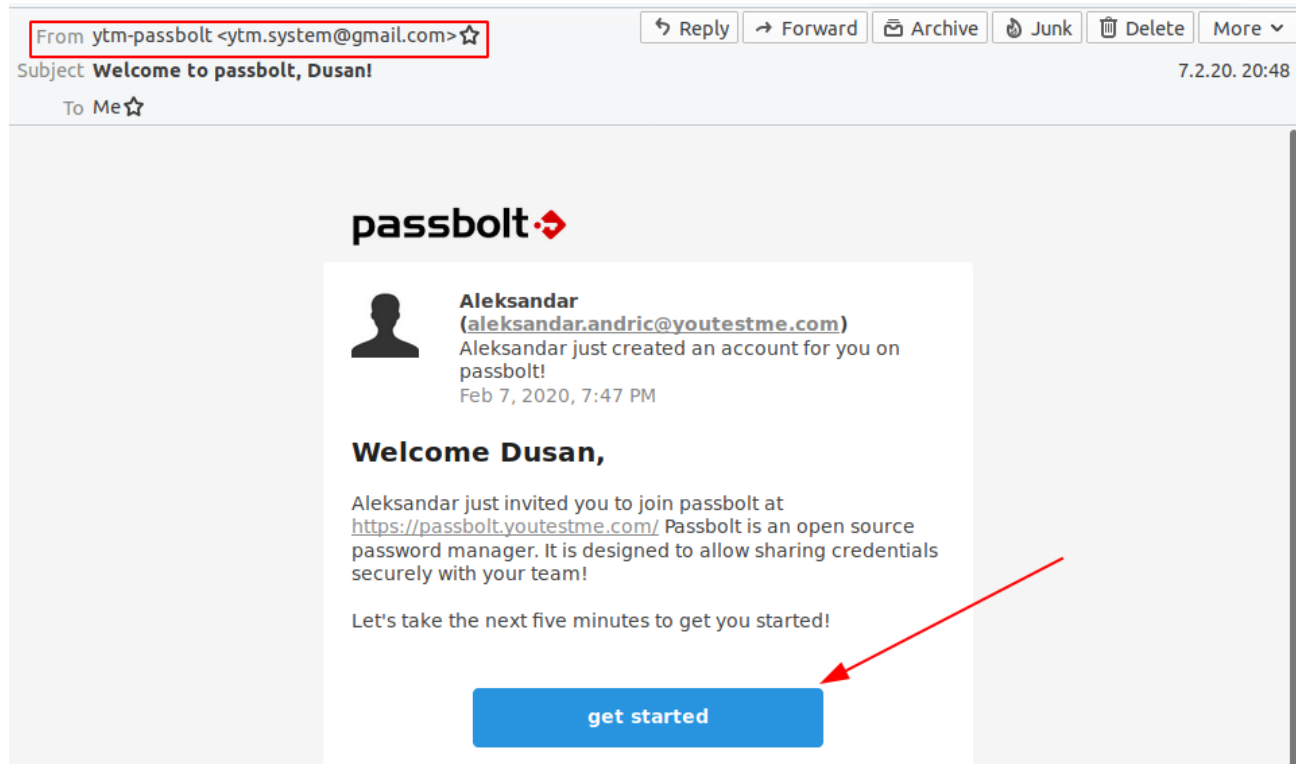 From ytm-passbolt <ytm.system@gmail.com>
Reply
Forward
Archive
Junk
Delete
More
Subject Welcome to passbolt, Dusan!
7.2.20. 20:48
To Me
passbolt
Aleksandar
(aleksandar.andric@youtestme.com)
Aleksandar just created an account for you on
passbolt!
Feb 7, 2020, 7:47 PM
Welcome Dusan,
Aleksandar just invited you to join passbolt at
https://passbolt.youtestme.com/ Passbolt is an open source
password manager. It is designed to allow sharing credentials
securely with your team!
Let's take the next five minutes to get you started!
get started